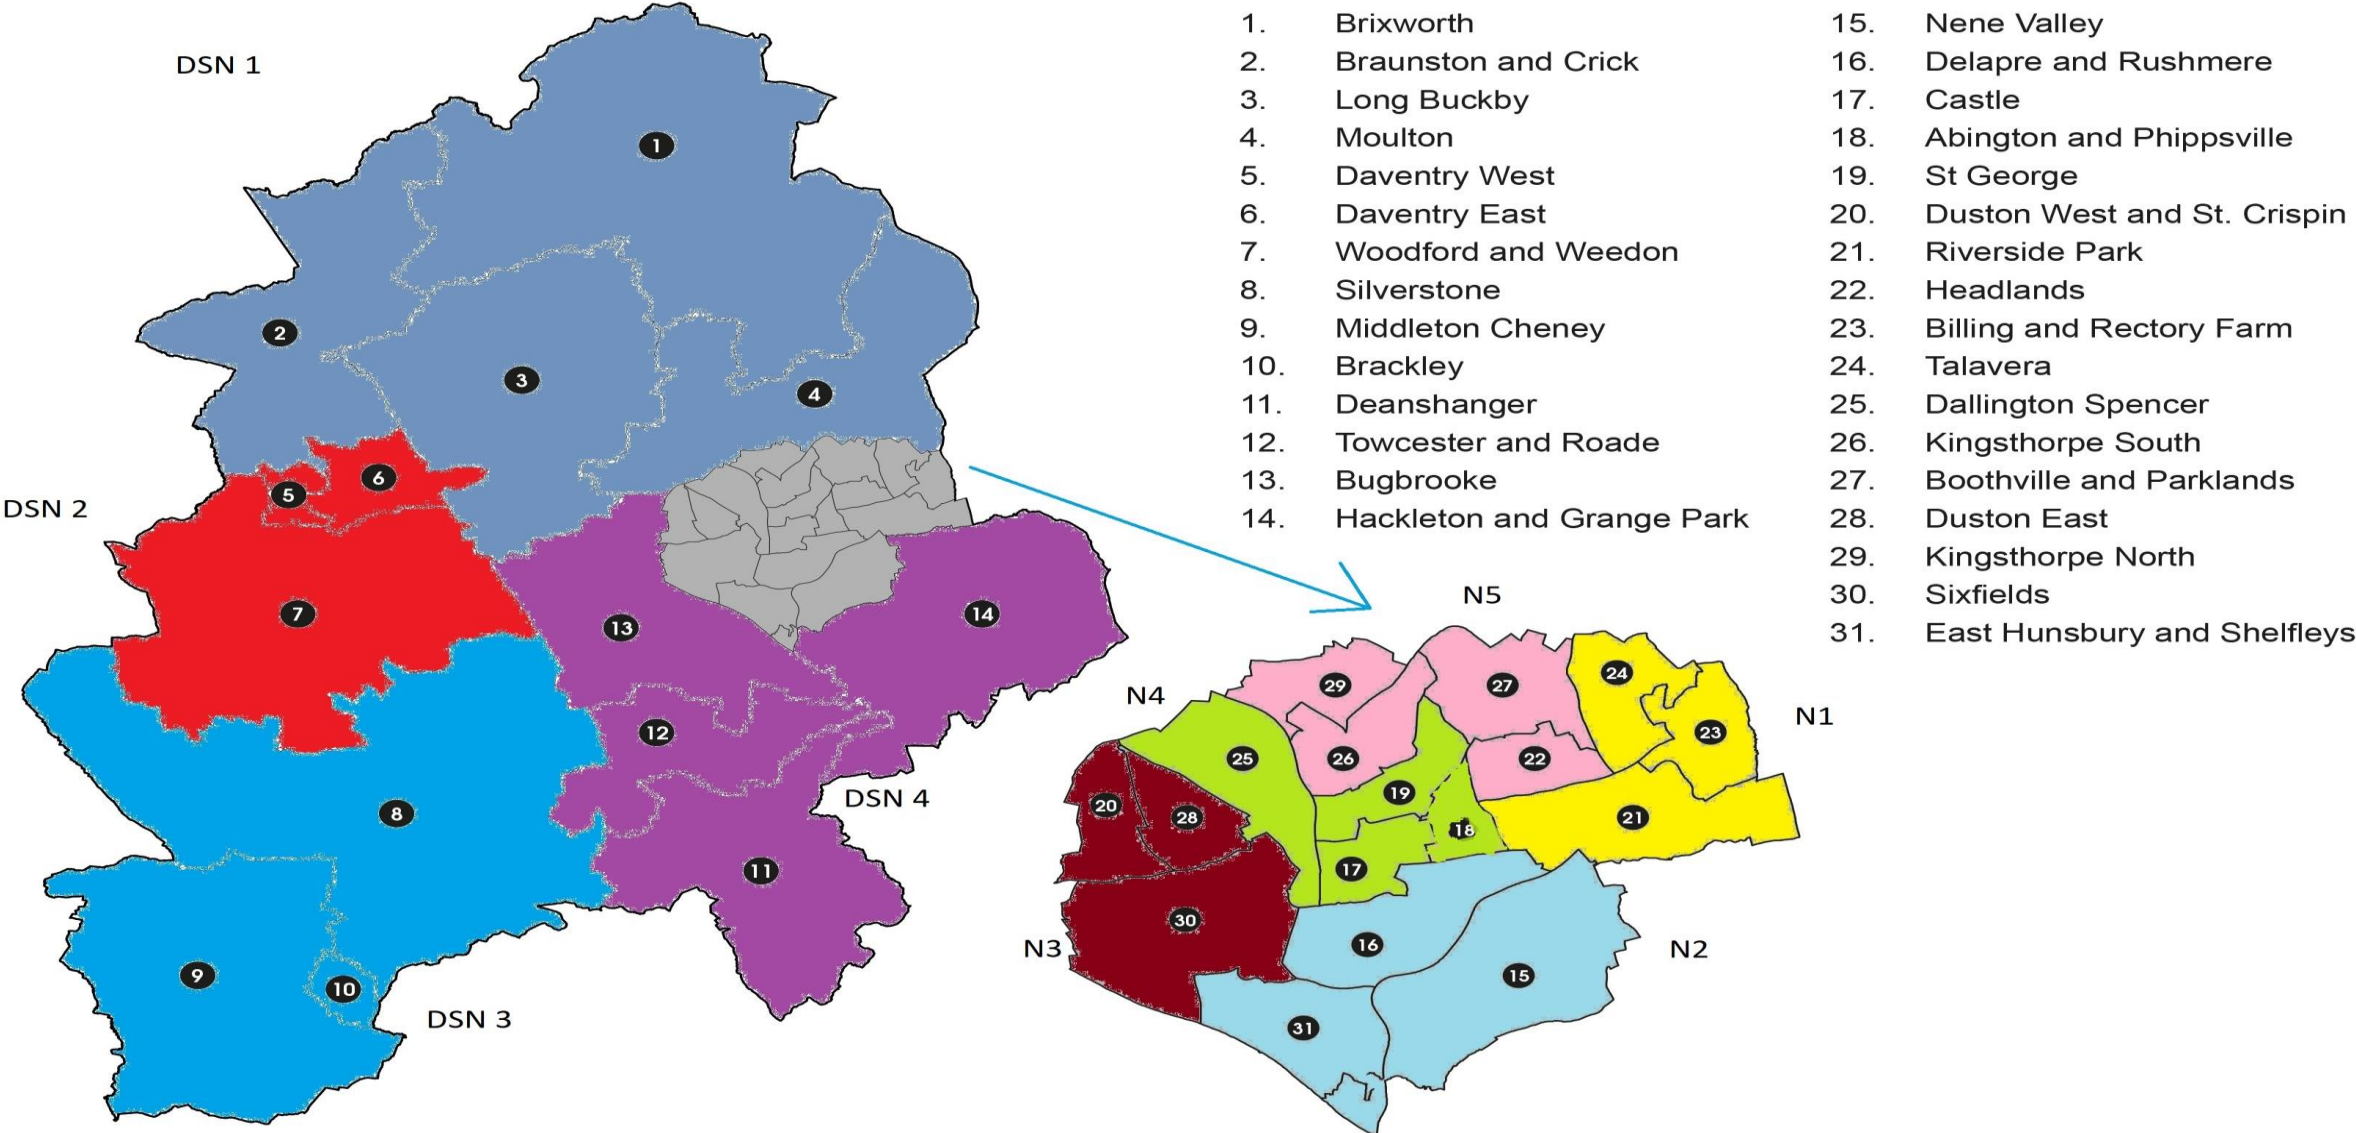 DSN 1
1
2
3
4
DSN 2
5
6
7
13
14
12
8
DSN 4
11
9
10
DSN 3
1. Brixworth
2. Braunston and Crick
3. Long Buckby
4. Moulton
5. Daventry West
6. Daventry East
7. Woodford and Weedon
8. Silverstone
9. Middleton Cheney
10. Brackley
11. Deanshanger
12. Towcester and Roade
13. Bugbrooke
14. Hackleton and Grange Park
15. Nene Valley
16. Delapre and Rushmere
17. Castle
18. Abington and Phippsville
19. St George
20. Duston West and St. Crispin
21. Riverside Park
22. Headlands
23. Billing and Rectory Farm
24. Talavera
25. Dallington Spencer
26. Kingsthorpe South
27. Boothville and Parklands
28. Duston East
29. Kingsthorpe North
30. Sixfields
31. East Hunsbury and Shelfleys
N5
N4
29
27
24
N1
23
25
26
22
19
20
28
21
18
17
N3
30
16
N2
15
31